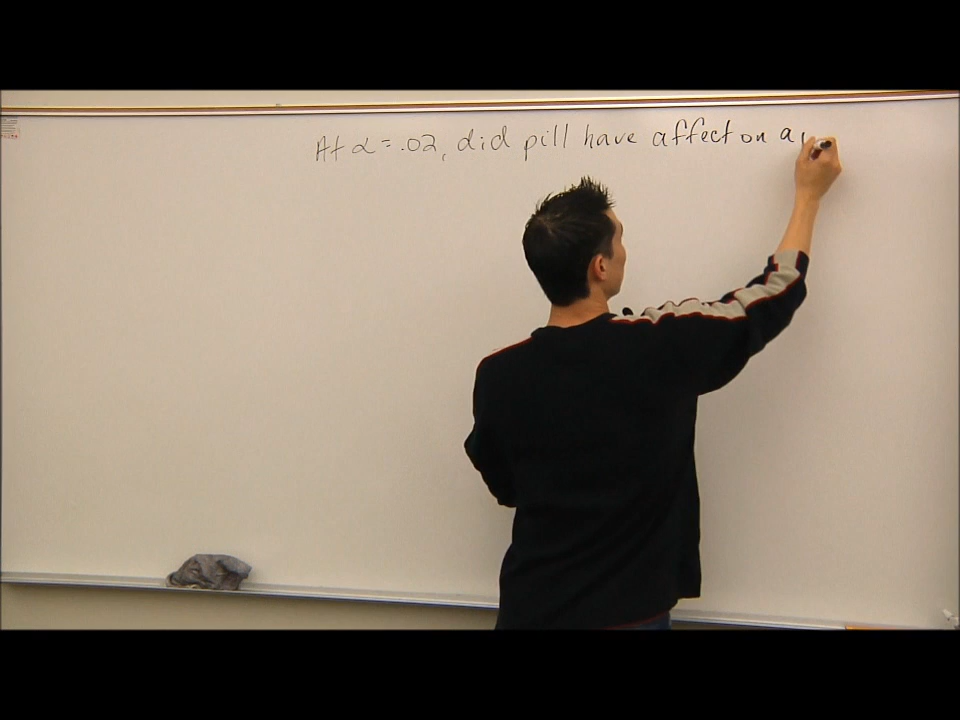 At α = .02, did pill have affect on a